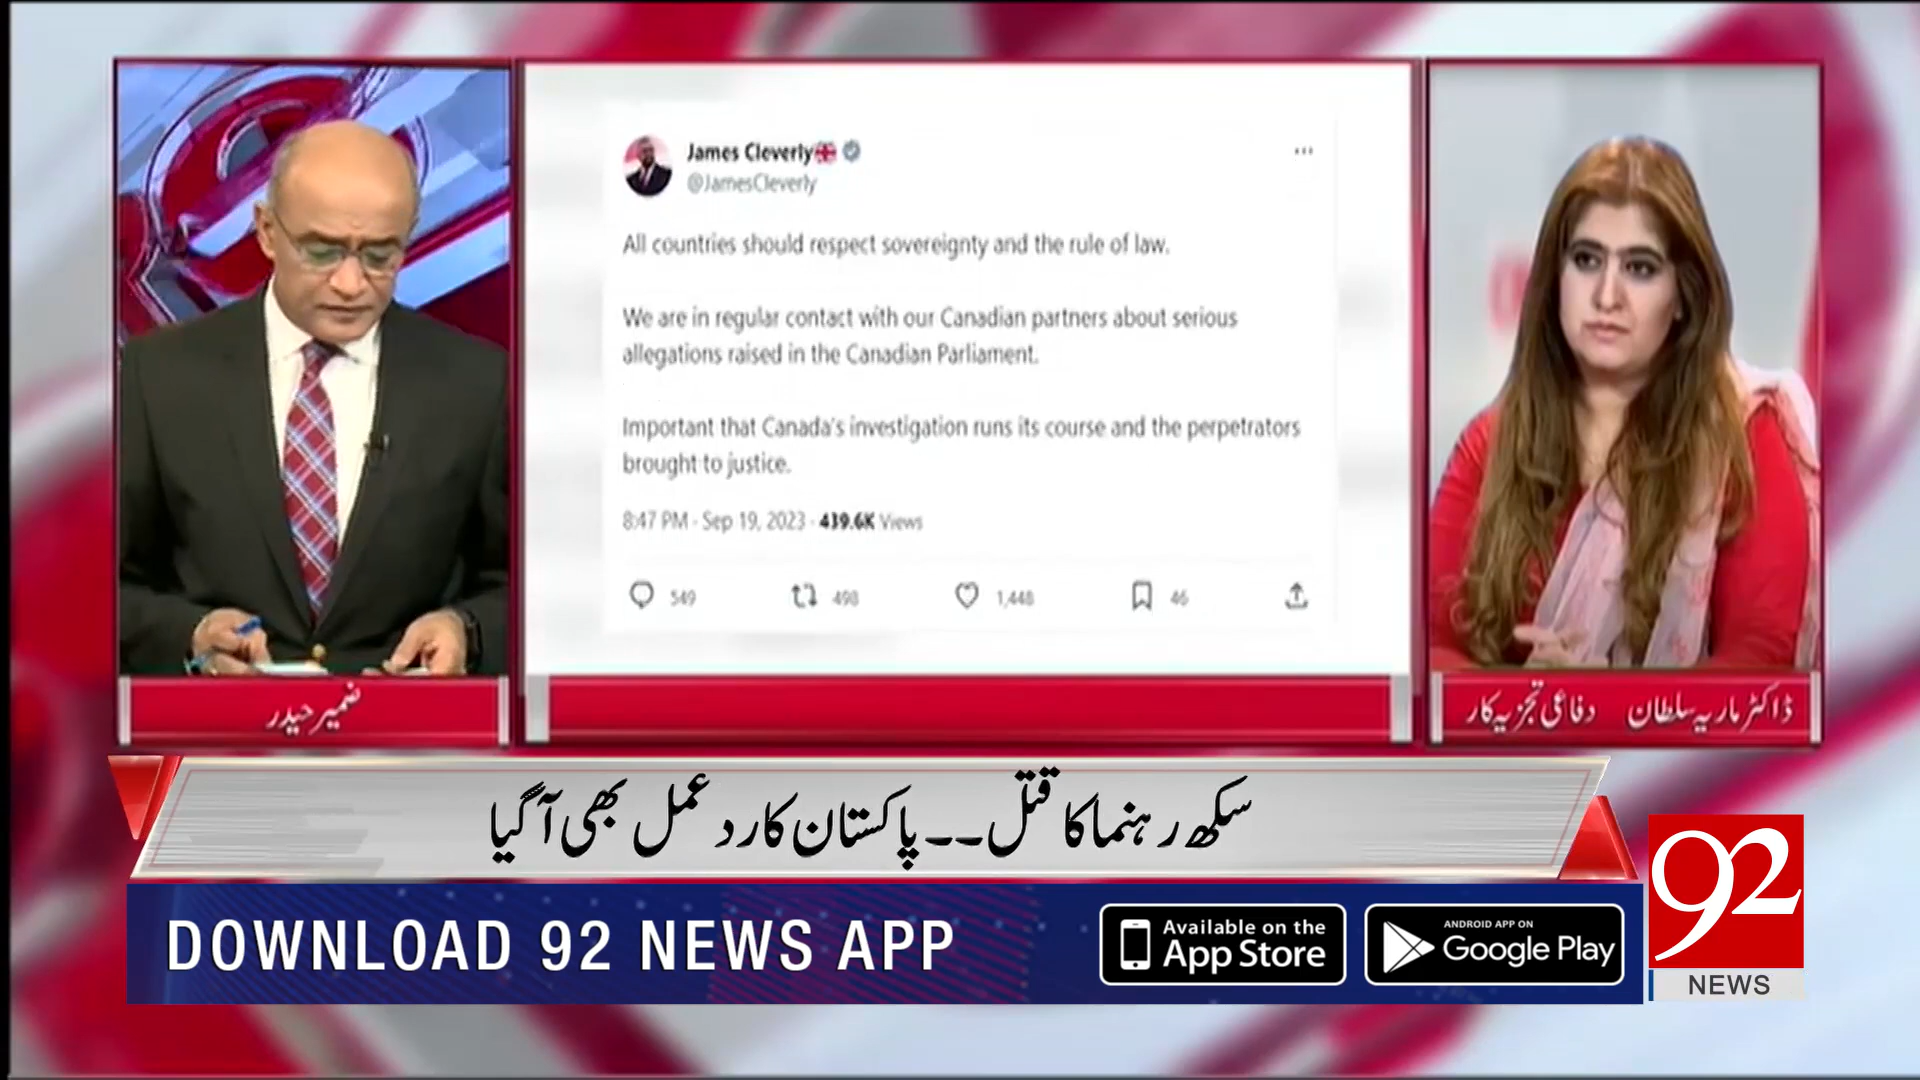 James Cleverly
@JamesCleverly
All countries should respect sovereignty and the rule of law.
We are in regular contact with our Canadian partners about serious
allegations raised in the Canadian Parliament.
Important that Canada's investigation runs its course and the perpetrators
brought to justice.
8:47 PM · Sep 19, 2023 · 439.6K Views
549 498 1,448 46
ضمیر حیدر
ڈاکٹر ماریہ سلطان دفاعی تجزیہ کار
سکھ رہنما کا قتل ۔۔ پاکستان کا ردعمل بھی آگیا
DOWNLOAD 92 NEWS APP
Available on the
App Store
ANDROID APP ON
Google Play
92
NEWS